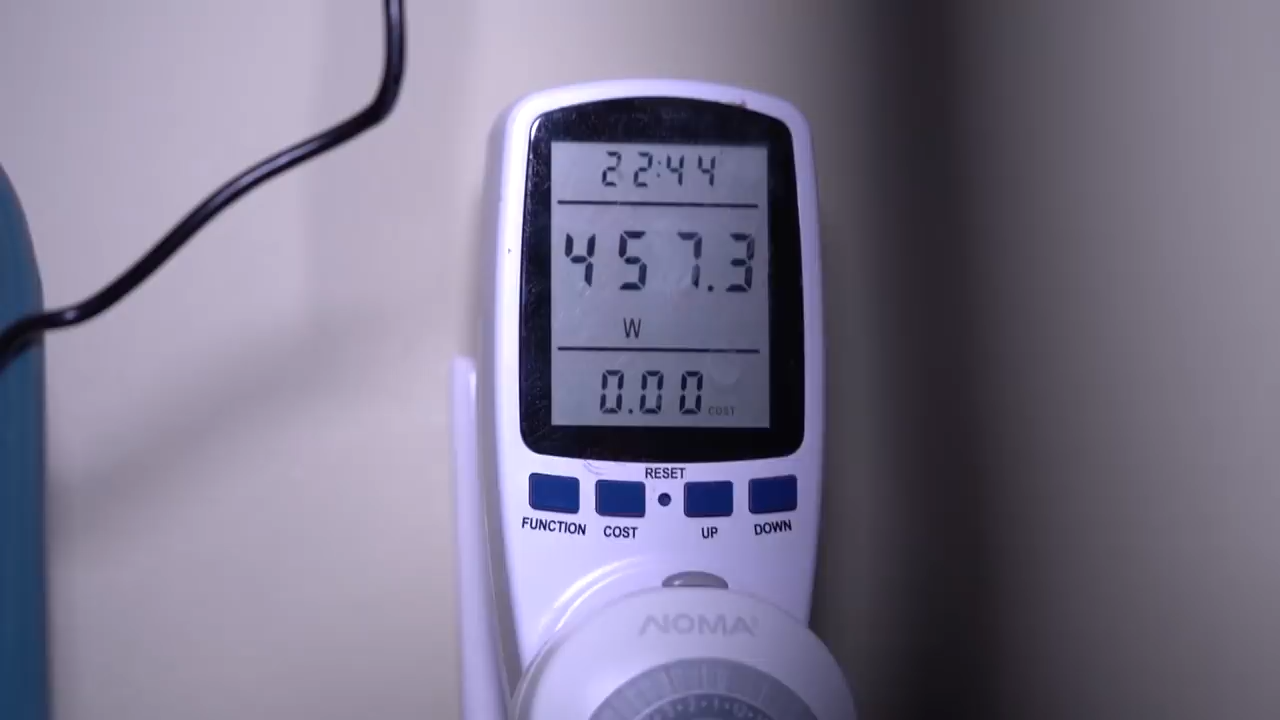 22:44
457.3
W
0.00 COST
RESET
FUNCTION COST UP DOWN
NOMA